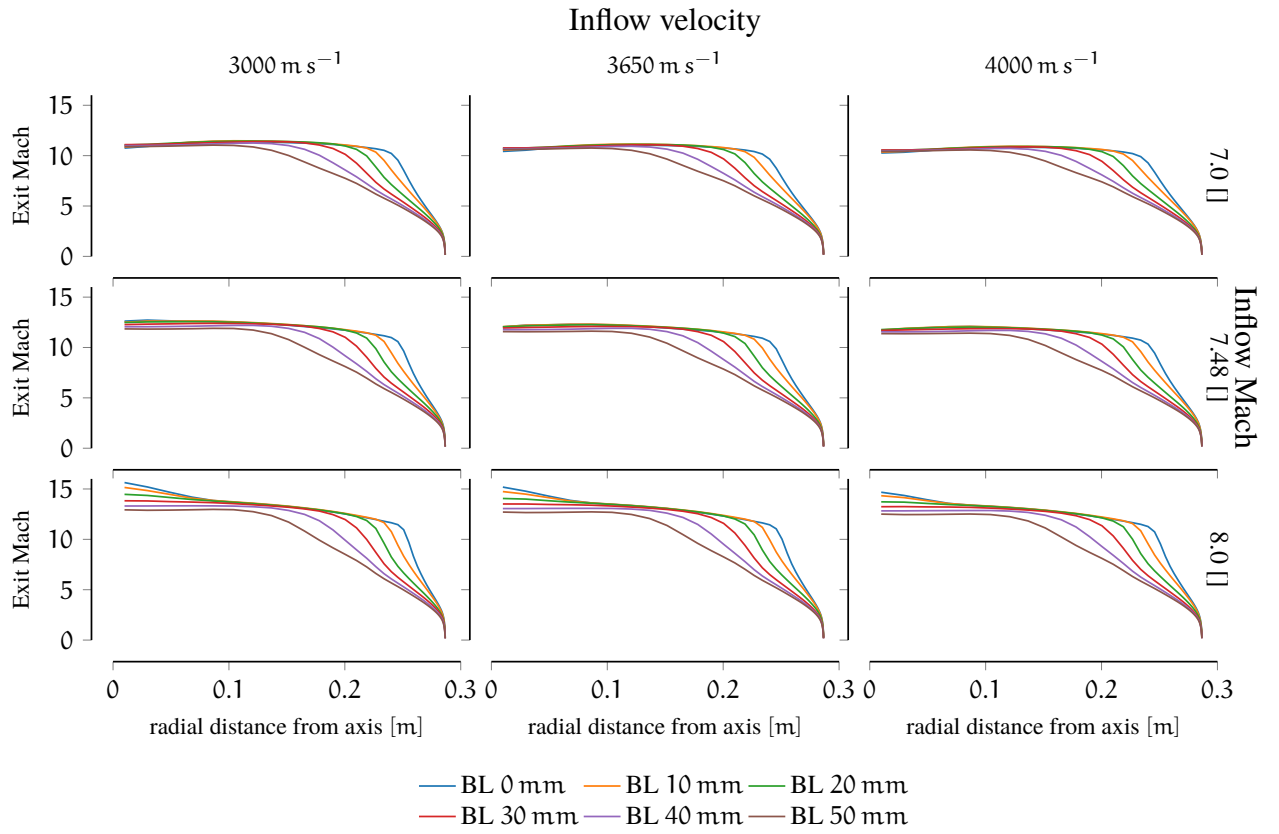 Inflow velocity
3000 m s−1
3650 m s−1
4000 m s−1
15
10
5
0
Exit Mach
7.0 []
15
10
5
0
Exit Mach
Inflow Mach
7.48 []
15
10
5
0
Exit Mach
8.0 []
0 0.1 0.2 0.3
0 0.1 0.2 0.3
0 0.1 0.2 0.3
radial distance from axis [m]
radial distance from axis [m]
radial distance from axis [m]
BL 0 mm BL 10 mm BL 20 mm
BL 30 mm BL 40 mm BL 50 mm